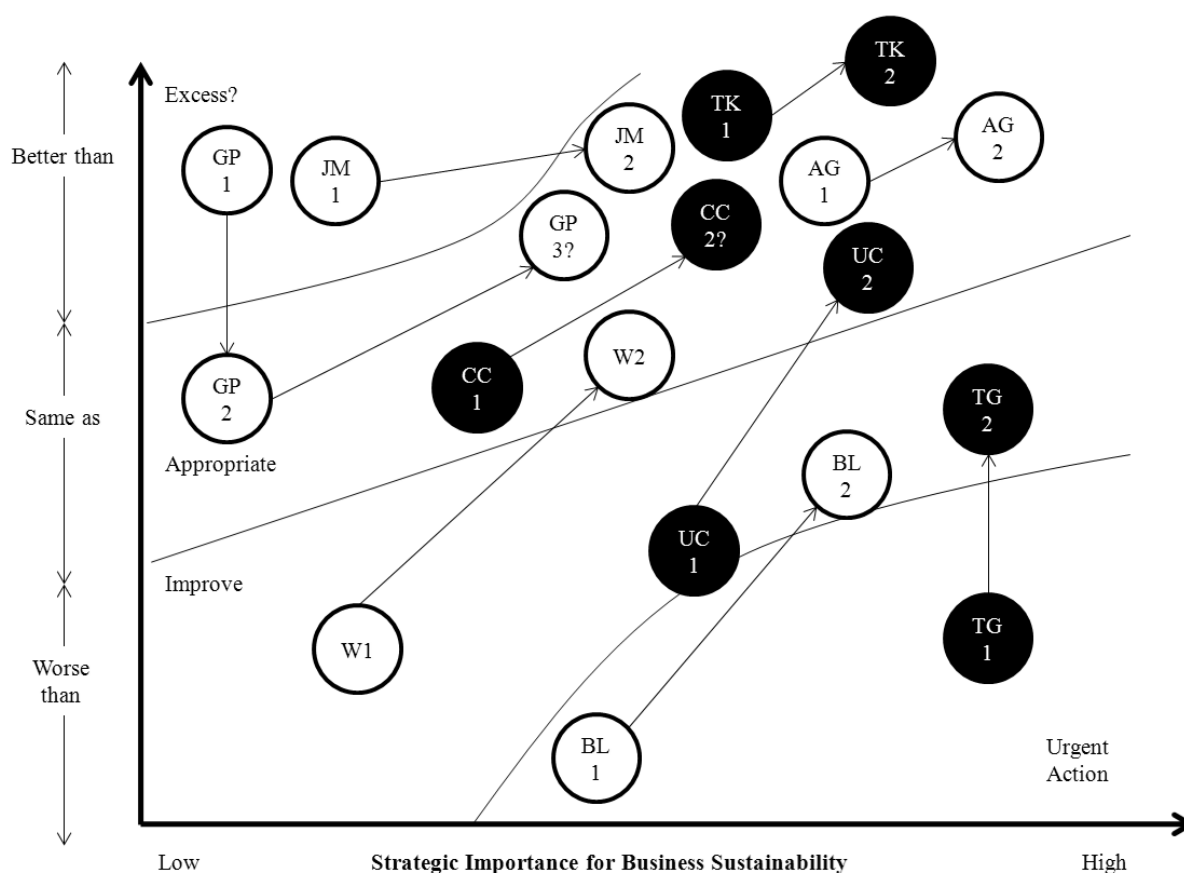 TK
2
Excess?
TK
1
AG
2
Better than
GP
1
JM
1
JM
2
AG
1
GP
3?
CC
2?
UC
2
W2
CC
1
GP
2
TG
2
Same as
Appropriate
BL
2
UC
1
Improve
W1
TG
1
Worse
than
BL
1
Urgent
Action
Low
Strategic Importance for Business Sustainability
High